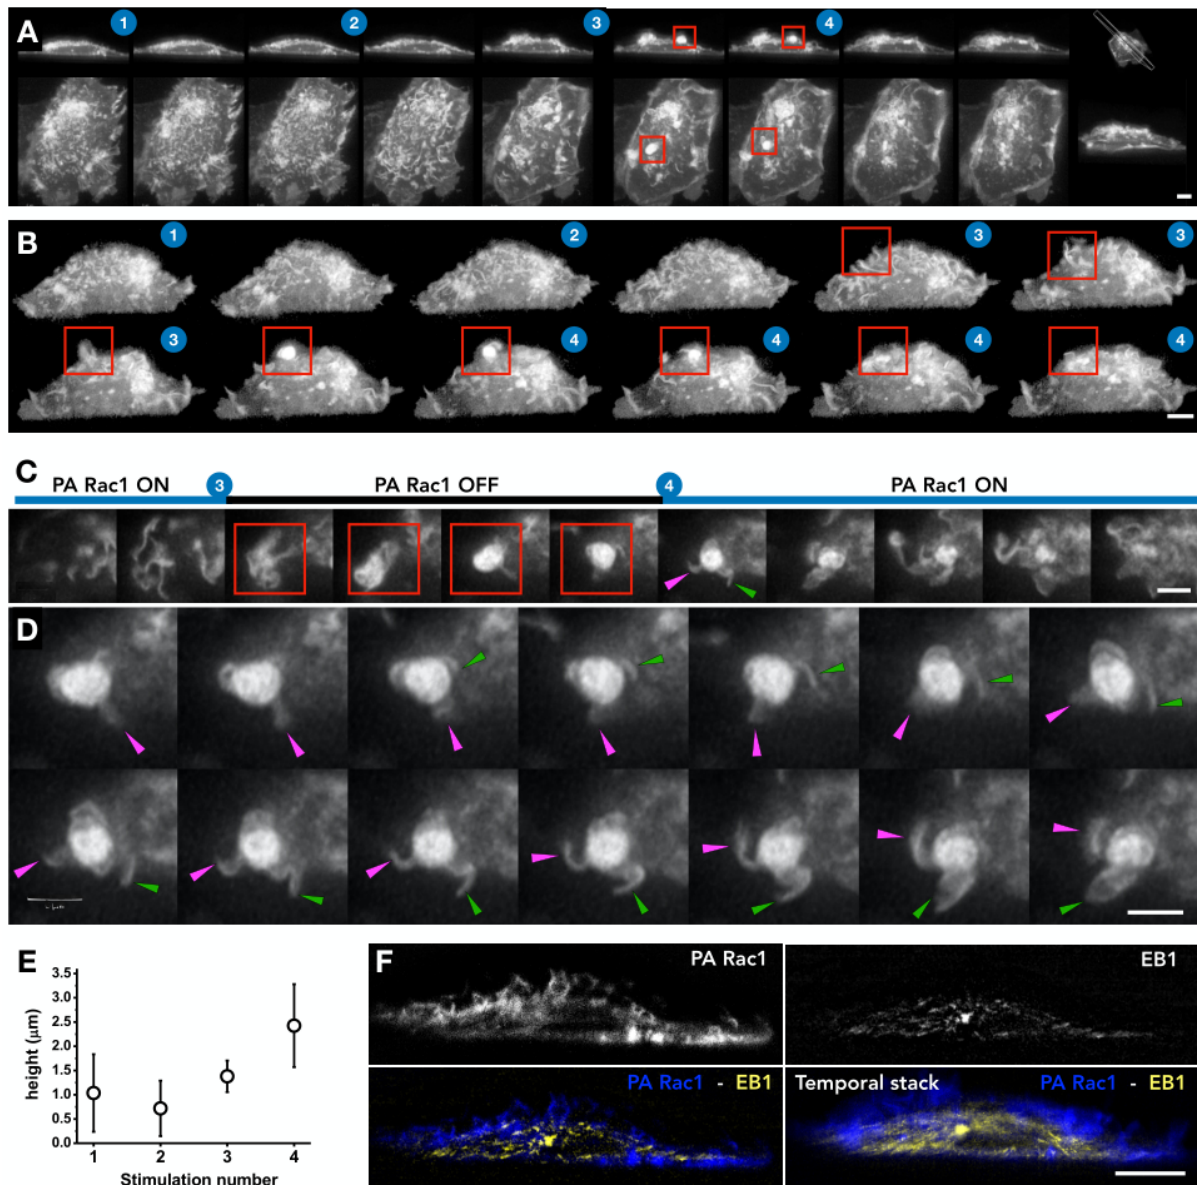 A 1 2 3 4
B 1 2 3 3
3 4 4 4 4
C
PA Rac1 ON 3 PA Rac1 OFF 4 PA Rac1 ON
D
E
height (μm)
3.5
3.0
2.5
2.0
1.5
1.0
0.5
0.0
1 2 3 4
Stimulation number
F PA Rac1 EB1
PA Rac1 - EB1 Temporal stack PA Rac1 - EB1